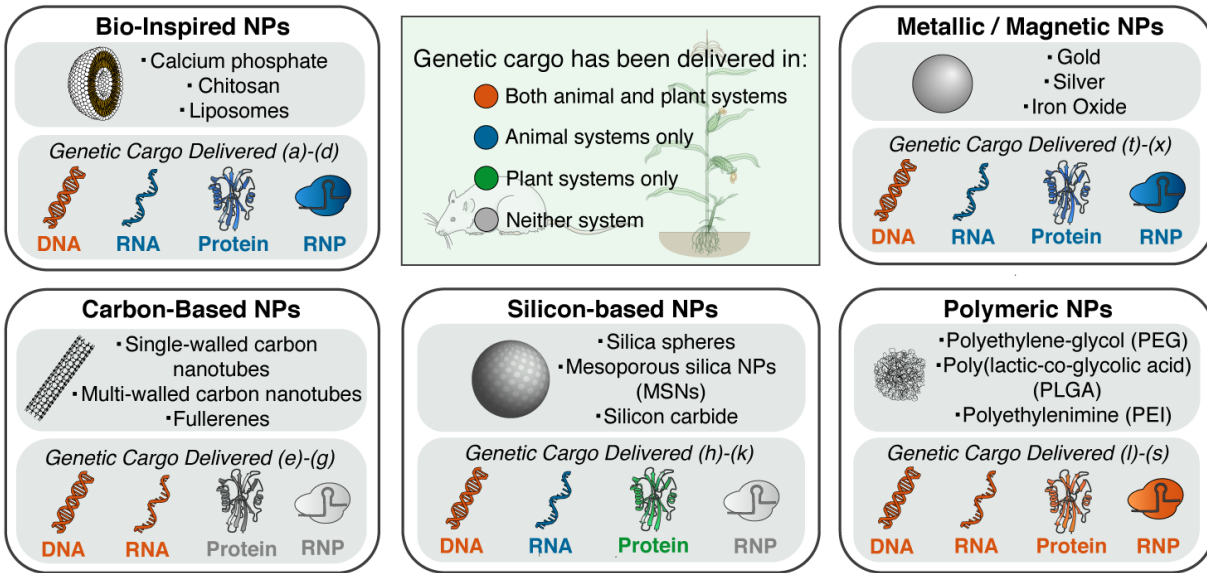 Bio-Inspired NPs
▪ Calcium phosphate
▪ Chitosan
▪ Liposomes
Genetic Cargo Delivered (a)-(d)
DNA RNA Protein RNP
Genetic cargo has been delivered in:
Both animal and plant systems
Animal systems only
Plant systems only
Neither system
Metallic / Magnetic NPs
▪ Gold
▪ Silver
▪ Iron Oxide
Genetic Cargo Delivered (t)-(x)
DNA RNA Protein RNP
Carbon-Based NPs
▪ Single-walled carbon
nanotubes
▪ Multi-walled carbon nanotubes
▪ Fullerenes
Genetic Cargo Delivered (e)-(g)
DNA RNA Protein RNP
Silicon-based NPs
▪ Silica spheres
▪ Mesoporous silica NPs
(MSNs)
▪ Silicon carbide
Genetic Cargo Delivered (h)-(k)
DNA RNA Protein RNP
Polymeric NPs
▪ Polyethylene-glycol (PEG)
▪ Poly(lactic-co-glycolic acid)
(PLGA)
▪ Polyethylenimine (PEI)
Genetic Cargo Delivered (l)-(s)
DNA RNA Protein RNP